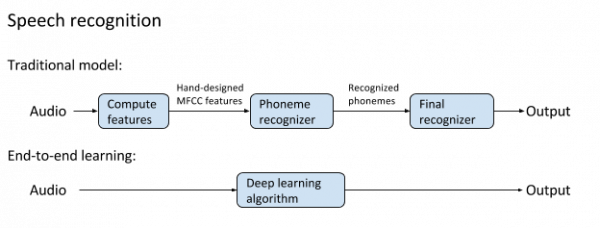 Speech recognition
Traditional model:
Hand-designed
MFCC features
Recognized
phonemes
Audio
Compute
features
Phoneme
recognizer
Final
recognizer
Output
End-to-end learning:
Audio
Deep learning
algorithm
Output